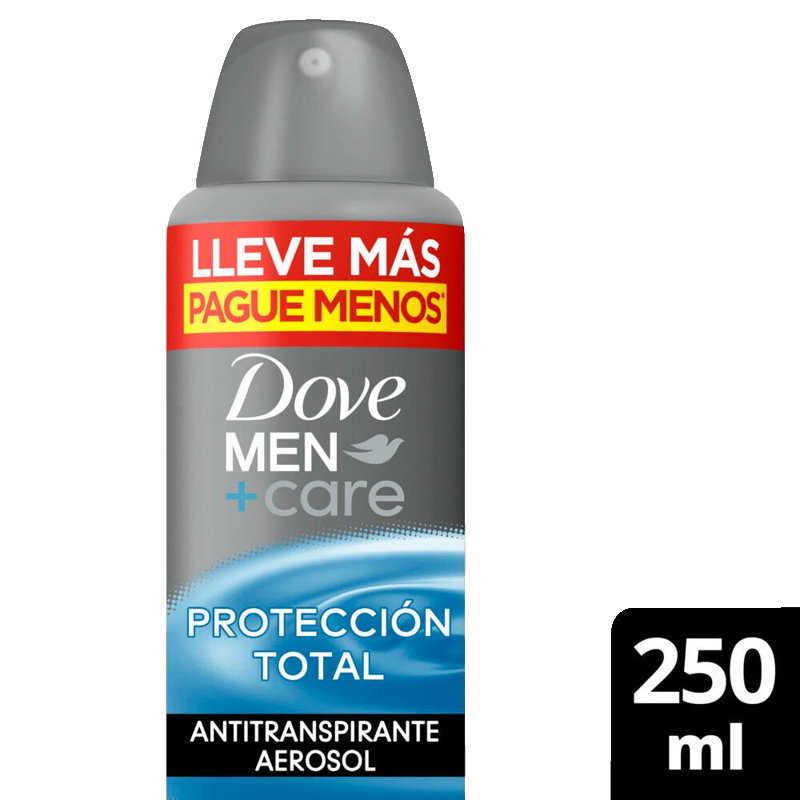 LLEVE MÁS
PAGUE MENOS*
Dove
MEN
+care
PROTECCIÓN
TOTAL
ANTITRANSPIRANTE
AEROSOL
250
ml